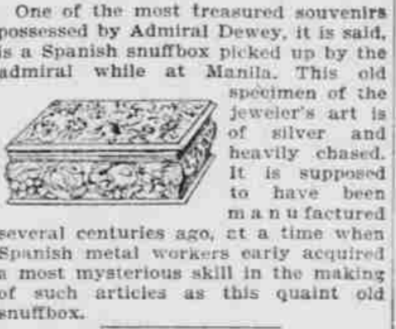 One of the most treasured souvenirs
possessed by Admiral Dewey, it is said,
is a Spanish snuffbox picked up by the
admiral while at Manila. This old
specimen of the
jeweler's art is
of silver and
heavily chased.
It is supposed
to have been
manufactured
several centuries ago, at a time when
Spanish metal workers early acquired
a most mysterious skill in the making
of such articles as this quaint old
snuffbox.